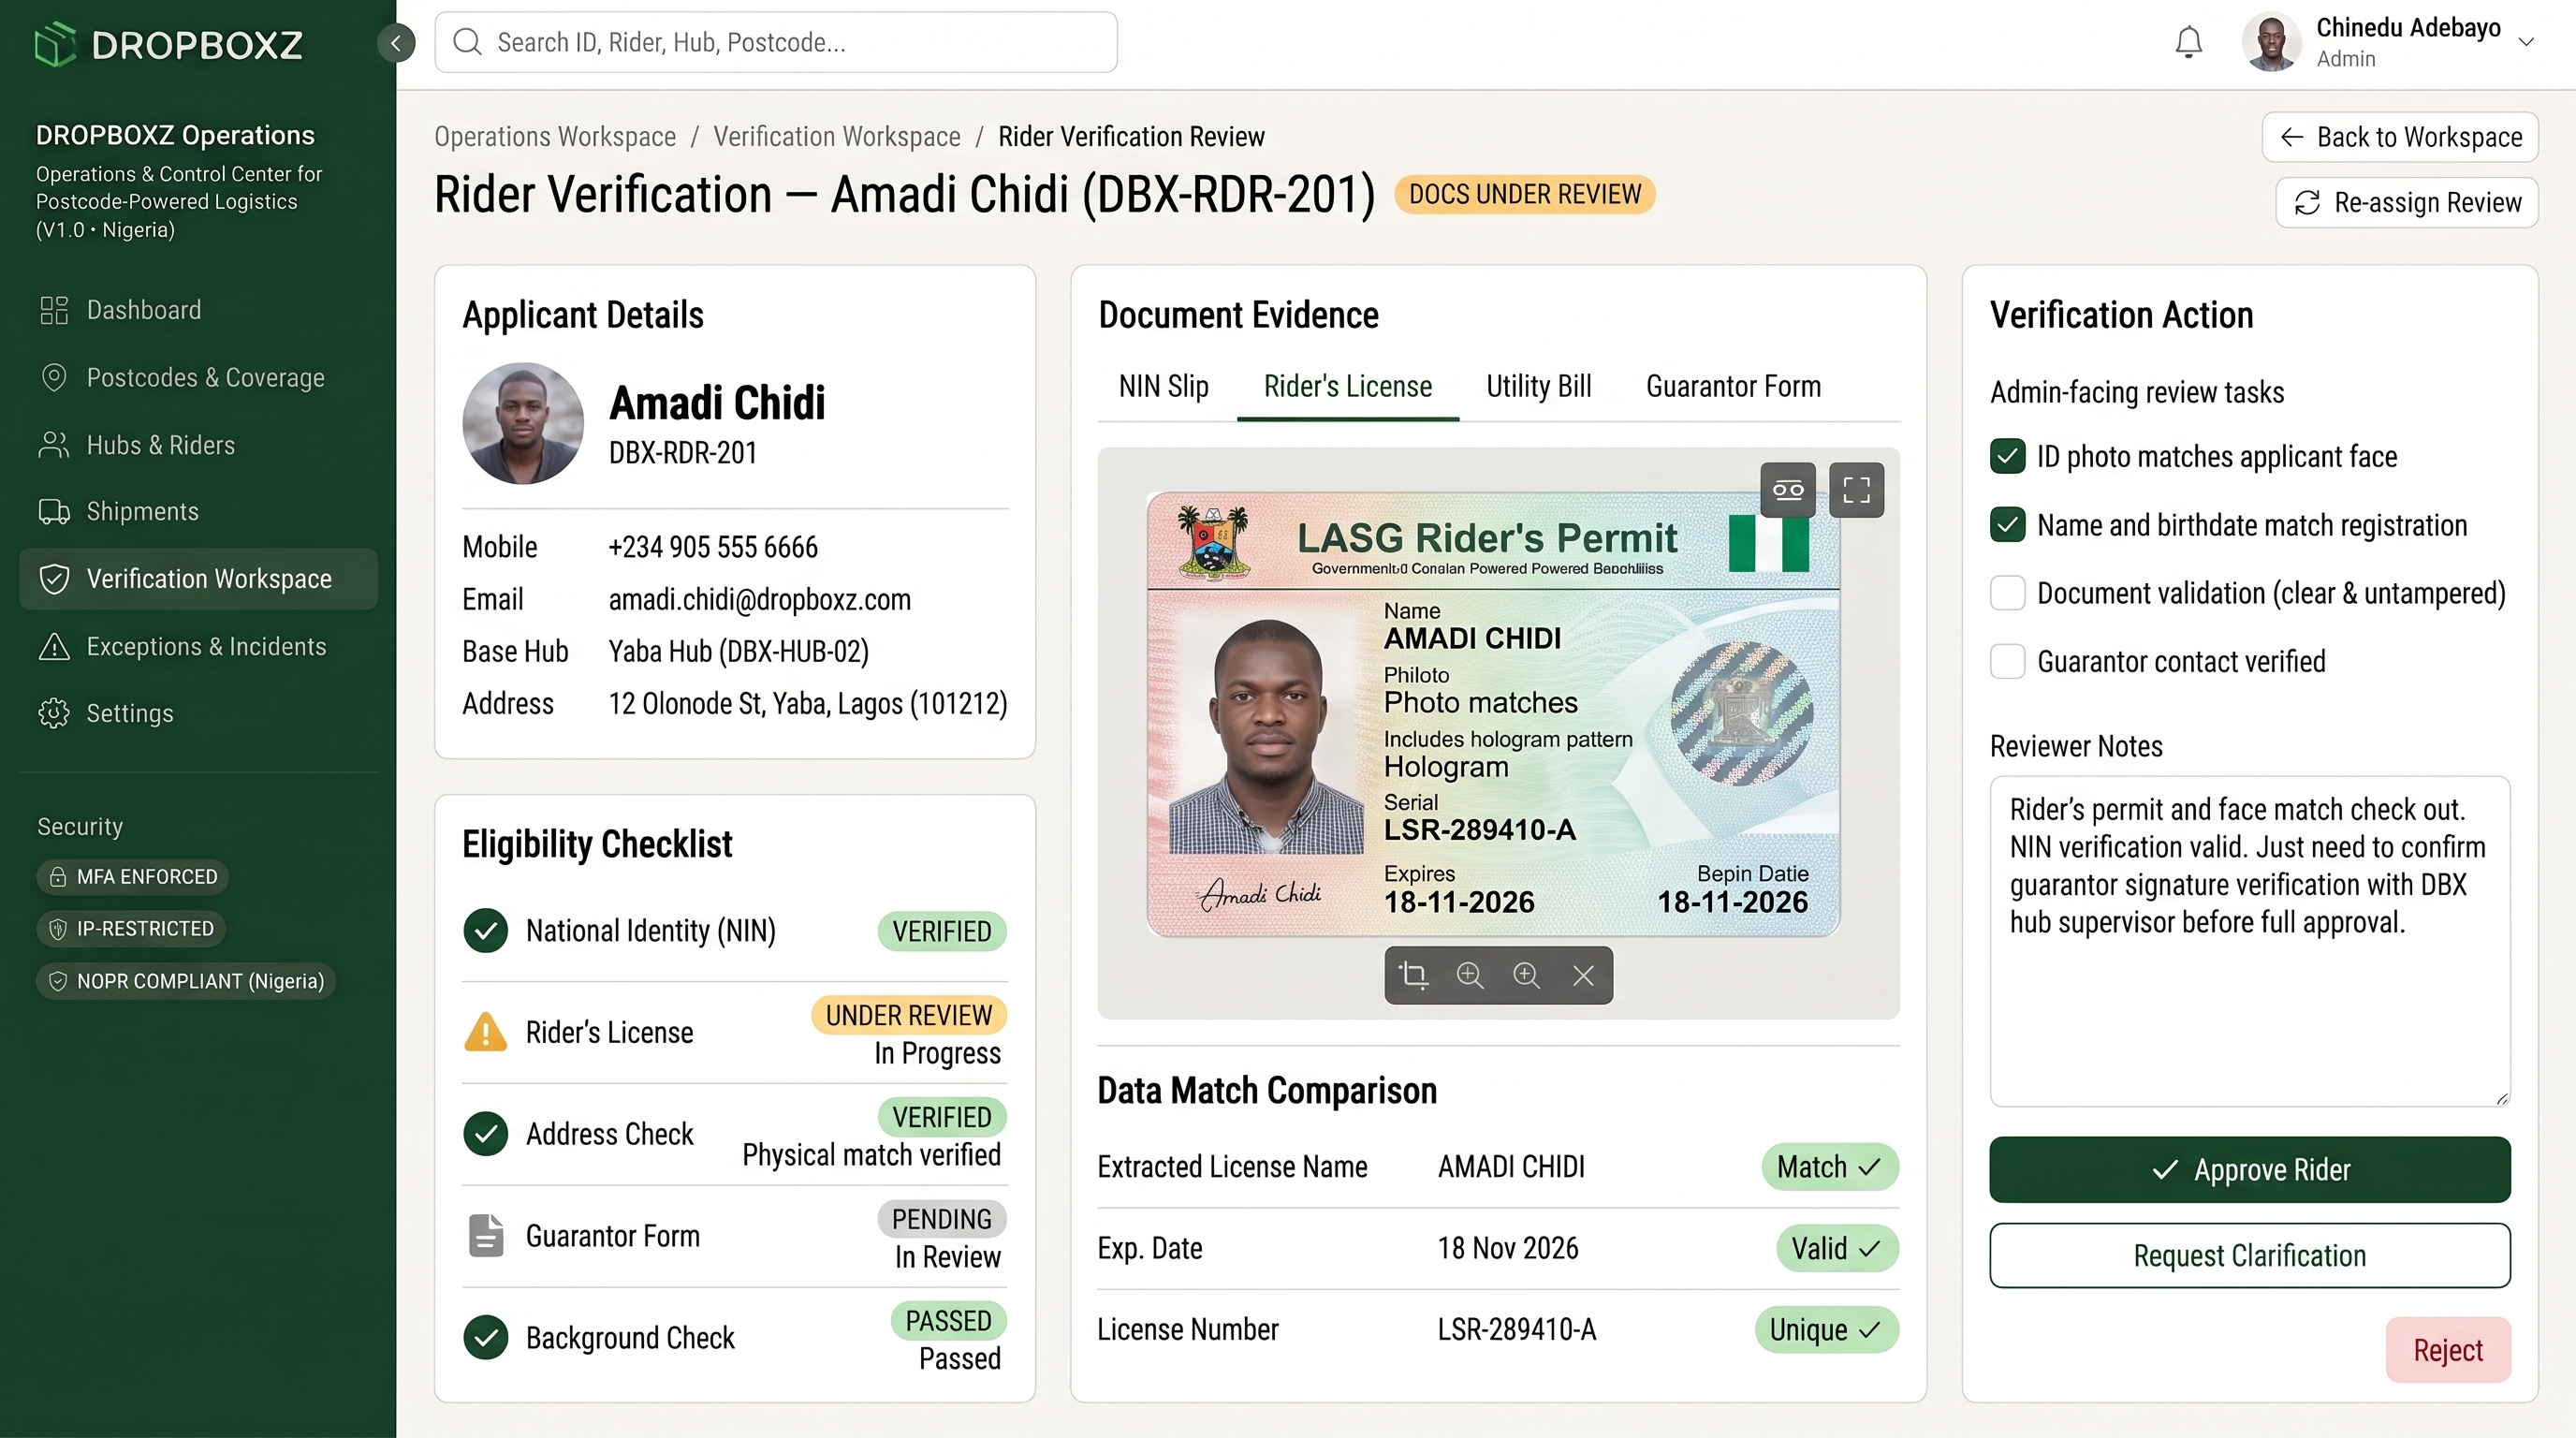 DROPBOXZ
DROPBOXZ Operations
Operations & Control Center for
Postcode-Powered Logistics
(V1.0 • Nigeria)
Dashboard
Postcodes & Coverage
Hubs & Riders
Shipments
Verification Workspace
Exceptions & Incidents
Settings
Security
MFA ENFORCED
IP-RESTRICTED
NOPR COMPLIANT (Nigeria)
Search ID, Rider, Hub, Postcode...
Chinedu Adebayo
Admin
Operations Workspace / Verification Workspace / Rider Verification Review
Back to Workspace
Rider Verification — Amadi Chidi (DBX-RDR-201) DOCS UNDER REVIEW
Re-assign Review
Applicant Details
Amadi Chidi
DBX-RDR-201
Mobile +234 905 555 6666
Email amadi.chidi@dropboxz.com
Base Hub Yaba Hub (DBX-HUB-02)
Address 12 Olonode St, Yaba, Lagos (101212)
Eligibility Checklist
National Identity (NIN) VERIFIED
Rider's License UNDER REVIEW
In Progress
Address Check VERIFIED
Physical match verified
Guarantor Form PENDING
In Review
Background Check PASSED
Passed
Document Evidence
NIN Slip Rider's License Utility Bill Guarantor Form
LASG Rider's Permit
Conalan Powered Powered
Name
AMADI CHIDI
Philoto
Photo matches
Includes hologram pattern
Hologram
Serial
LSR-289410-A
Expires
18-11-2026
Bepin Datie
18-11-2026
Amadi Chidi
Data Match Comparison
Extracted License Name AMADI CHIDI Match
Exp. Date 18 Nov 2026 Valid
License Number LSR-289410-A Unique
Verification Action
Admin-facing review tasks
ID photo matches applicant face
Name and birthdate match registration
Document validation (clear & untampered)
Guarantor contact verified
Reviewer Notes
Rider's permit and face match check out.
NIN verification valid. Just need to confirm
guarantor signature verification with DBX
hub supervisor before full approval.
Approve Rider
Request Clarification
Reject